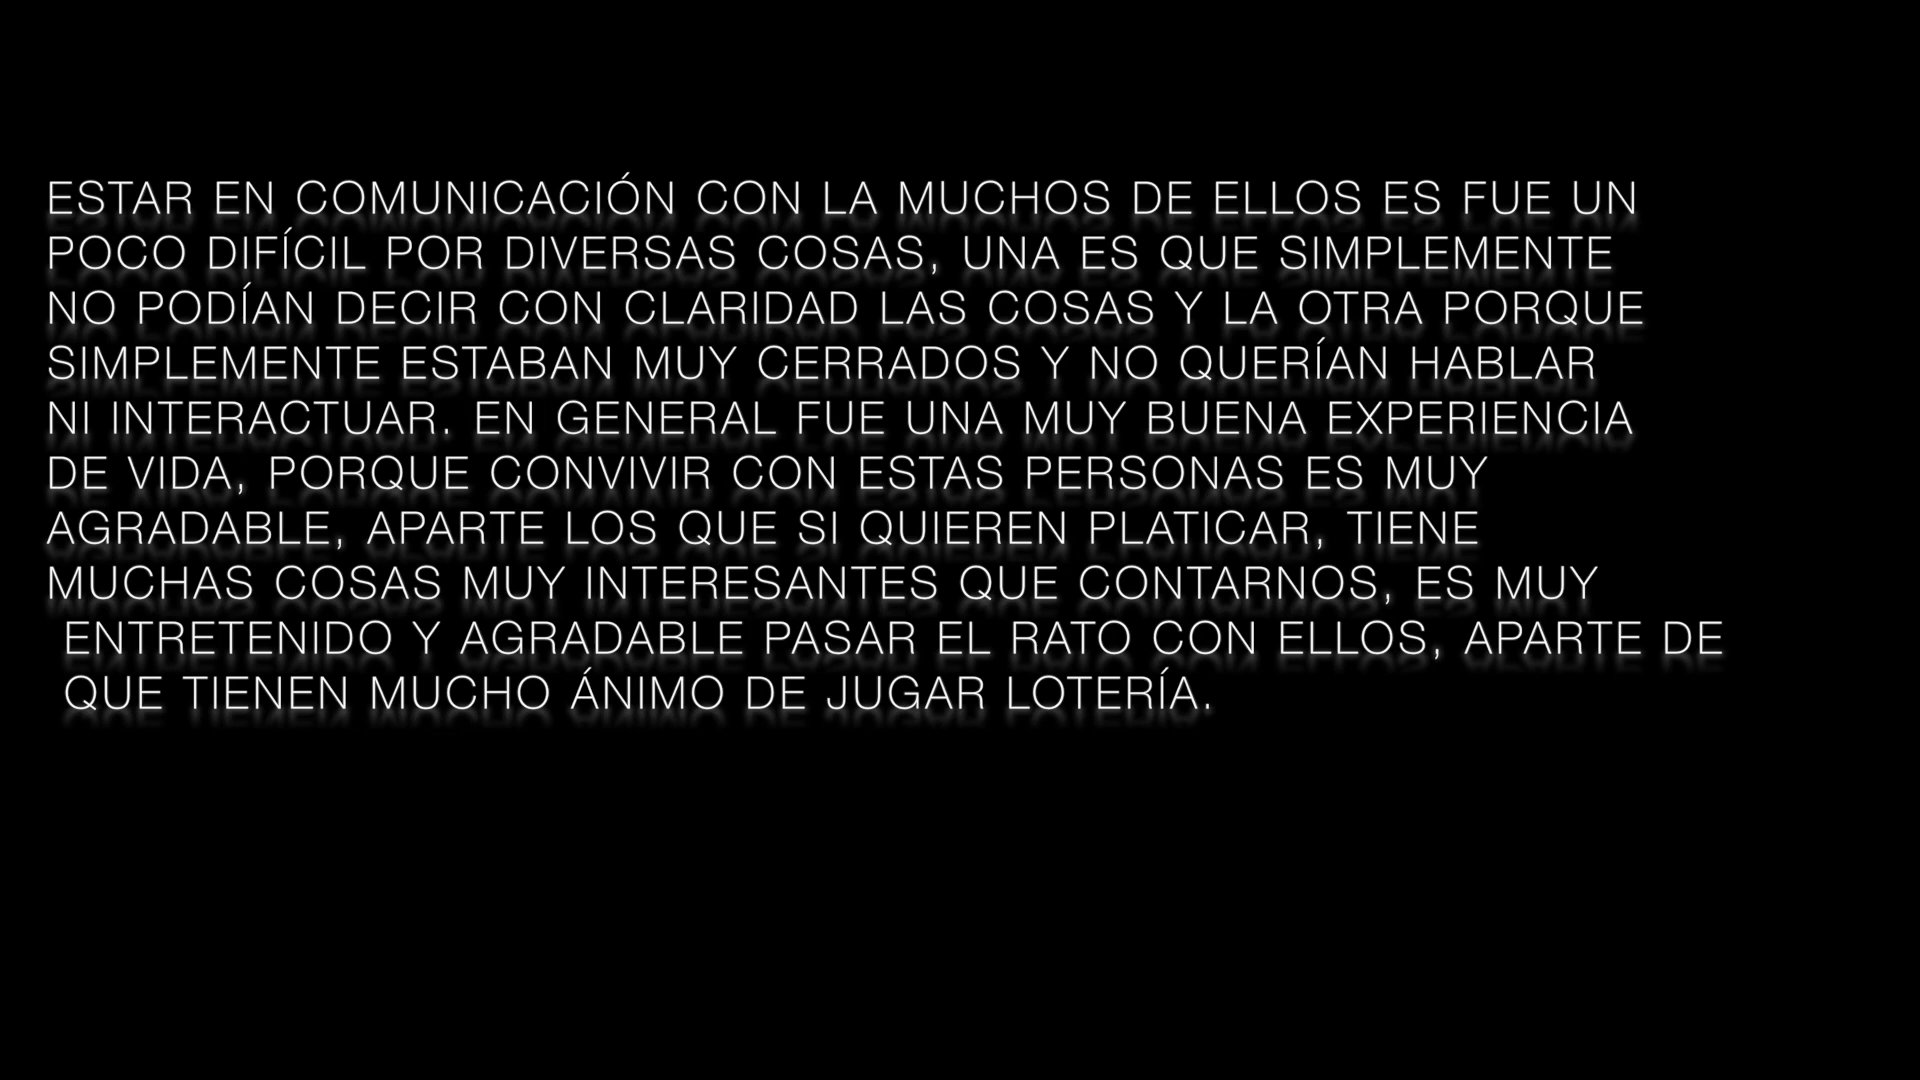 ESTAR EN COMUNICACIÓN CON LA MUCHOS DE ELLOS ES FUE UN
POCO DIFÍCIL POR DIVERSAS COSAS, UNA ES QUE SIMPLEMENTE
NO PODÍAN DECIR CON CLARIDAD LAS COSAS Y LA OTRA PORQUE
SIMPLEMENTE ESTABAN MUY CERRADOS Y NO QUERÍAN HABLAR
NI INTERACTUAR. EN GENERAL FUE UNA MUY BUENA EXPERIENCIA
DE VIDA, PORQUE CONVIVIR CON ESTAS PERSONAS ES MUY
AGRADABLE, APARTE LOS QUE SI QUIEREN PLATICAR, TIENE
MUCHAS COSAS MUY INTERESANTES QUE CONTARNOS, ES MUY
ENTRETENIDO Y AGRADABLE PASAR EL RATO CON ELLOS, APARTE DE
QUE TIENEN MUCHO ÁNIMO DE JUGAR LOTERÍA.